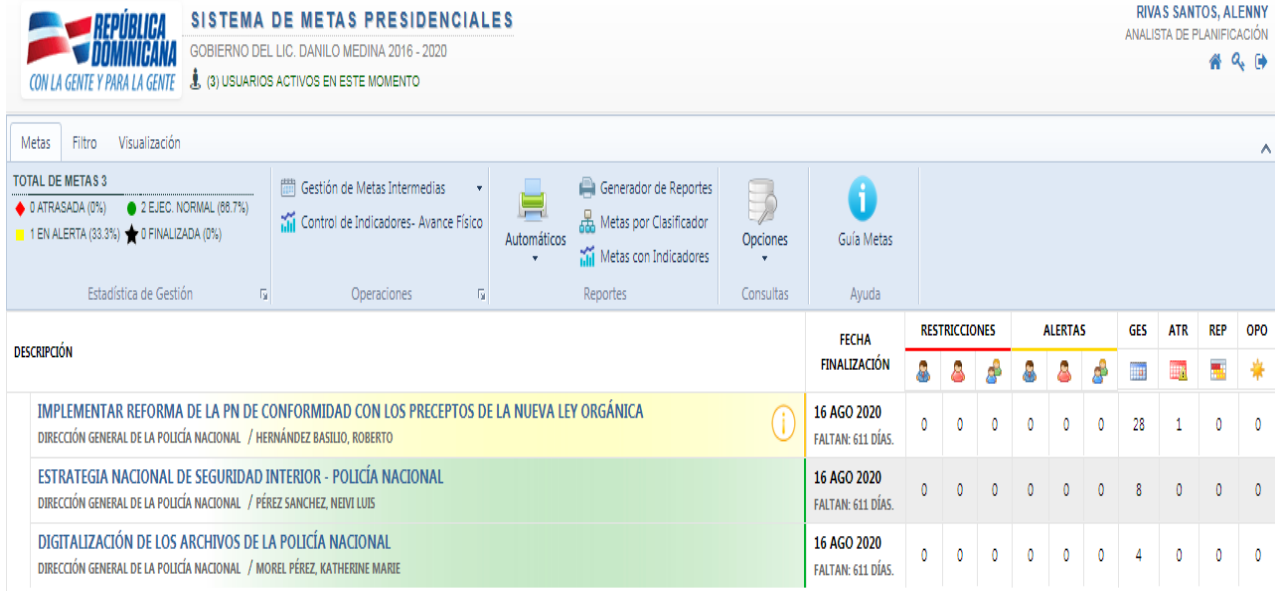 REPÚBLICA
DOMINICANA
CON LA GENTE Y PARA LA GENTE
SISTEMA DE METAS PRESIDENCIALES
GOBIERNO DEL LIC. DANILO MEDINA 2016 - 2020
(3) USUARIOS ACTIVOS EN ESTE MOMENTO
RIVAS SANTOS, ALENNY
ANALISTA DE PLANIFICACIÓN
Metas Filtro Visualización
TOTAL DE METAS 3
0 ATRASADA (0%) 2 EJEC. NORMAL (66.7%)
1 EN ALERTA (33.3%) 0 FINALIZADA (0%)
Estadística de Gestión
Gestión de Metas Intermedias
Control de Indicadores- Avance Físico
Operaciones
Automáticos
Generador de Reportes
Metas por Clasificador
Metas con Indicadores
Reportes
Opciones
Consultas
Guía Metas
Ayuda
DESCRIPCIÓN
FECHA
FINALIZACIÓN
RESTRICCIONES ALERTAS GES ATR REP OPO
IMPLEMENTAR REFORMA DE LA PN DE CONFORMIDAD CON LOS PRECEPTOS DE LA NUEVA LEY ORGÁNICA
DIRECCIÓN GENERAL DE LA POLICÍA NACIONAL / HERNÁNDEZ BASILIO, ROBERTO
16 AGO 2020
FALTAN: 611 DÍAS.
0 0 0 0 0 0 28 1 0 0
ESTRATEGIA NACIONAL DE SEGURIDAD INTERIOR - POLICÍA NACIONAL
DIRECCIÓN GENERAL DE LA POLICÍA NACIONAL / PÉREZ SANCHEZ, NEIVI LUIS
16 AGO 2020
FALTAN: 611 DÍAS.
0 0 0 0 0 0 8 0 0 0
DIGITALIZACIÓN DE LOS ARCHIVOS DE LA POLICÍA NACIONAL
DIRECCIÓN GENERAL DE LA POLICÍA NACIONAL / MOREL PÉREZ, KATHERINE MARIE
16 AGO 2020
FALTAN: 611 DÍAS.
0 0 0 0 0 0 4 0 0 0